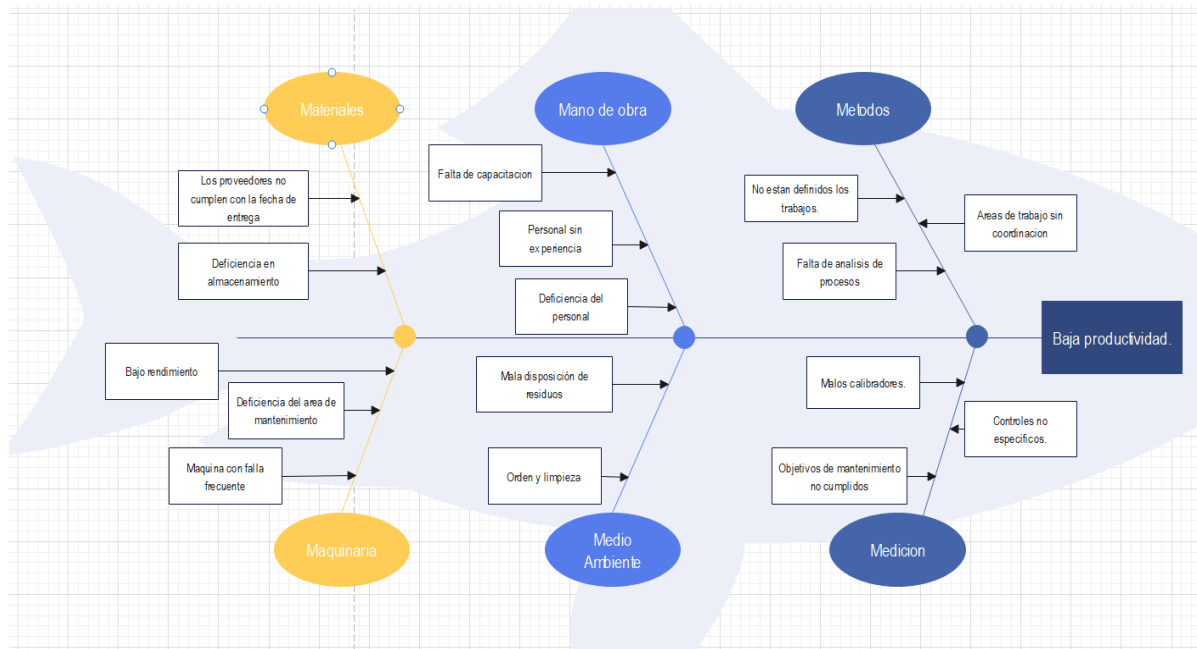 Materiales
Mano de obra
Metodos
Los proveedores no
cumplen con la fecha de
entrega
Deficiencia en
almacenamiento
Falta de capacitacion
Personal sin
experiencia
Deficiencia del
personal
No estan definidos los
trabajos.
Areas de trabajo sin
coordinacion
Falta de analisis de
procesos
Baja productividad.
Bajo rendimiento
Deficiencia del area de
mantenimiento
Maquina con falla
frecuente
Mala disposición de
residuos
Orden y limpieza
Malos calibradores.
Controles no
especificos.
Objetivos de mantenimiento
no cumplidos
Maquinaria
Medio
Ambiente
Medicion